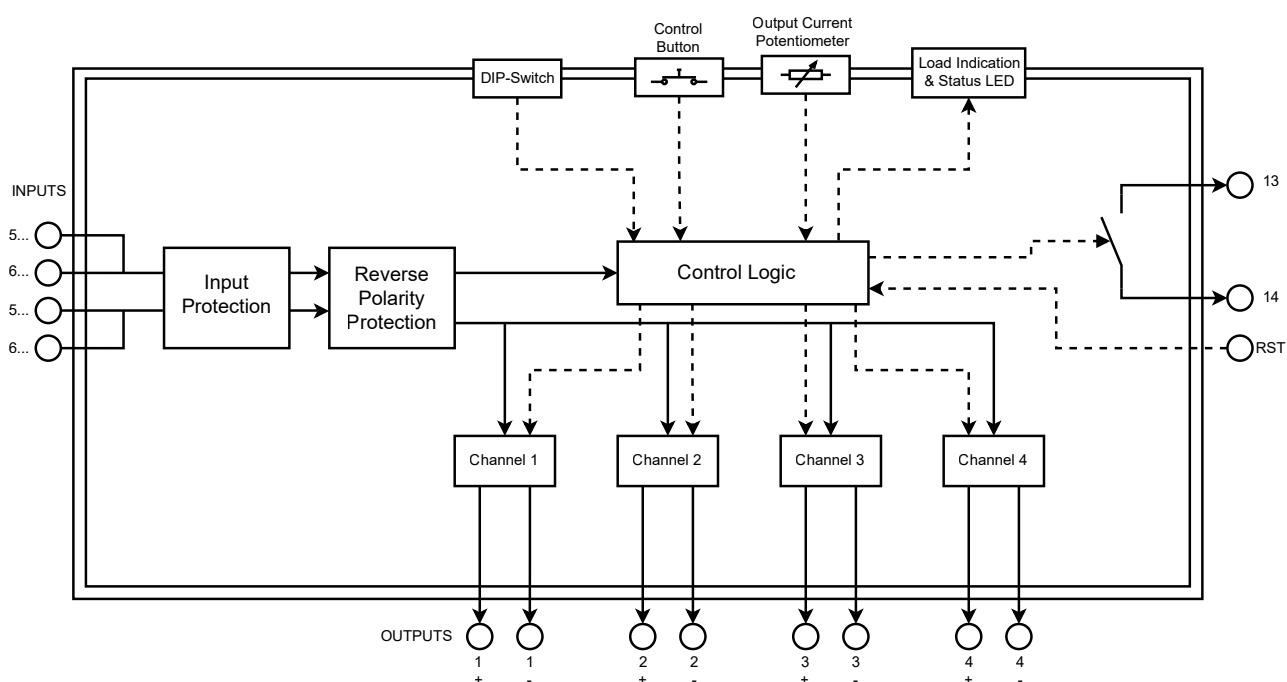 Control
Button
Output Current
Potentiometer
DIP-Switch
Load Indication
& Status LED
INPUTS
5...
6...
5...
6...
Input
Protection
Reverse
Polarity
Protection
Control Logic
13
14
RST
Channel 1
Channel 2
Channel 3
Channel 4
OUTPUTS
1 1 2 2 3 3 4 4
+ - + - + - + -